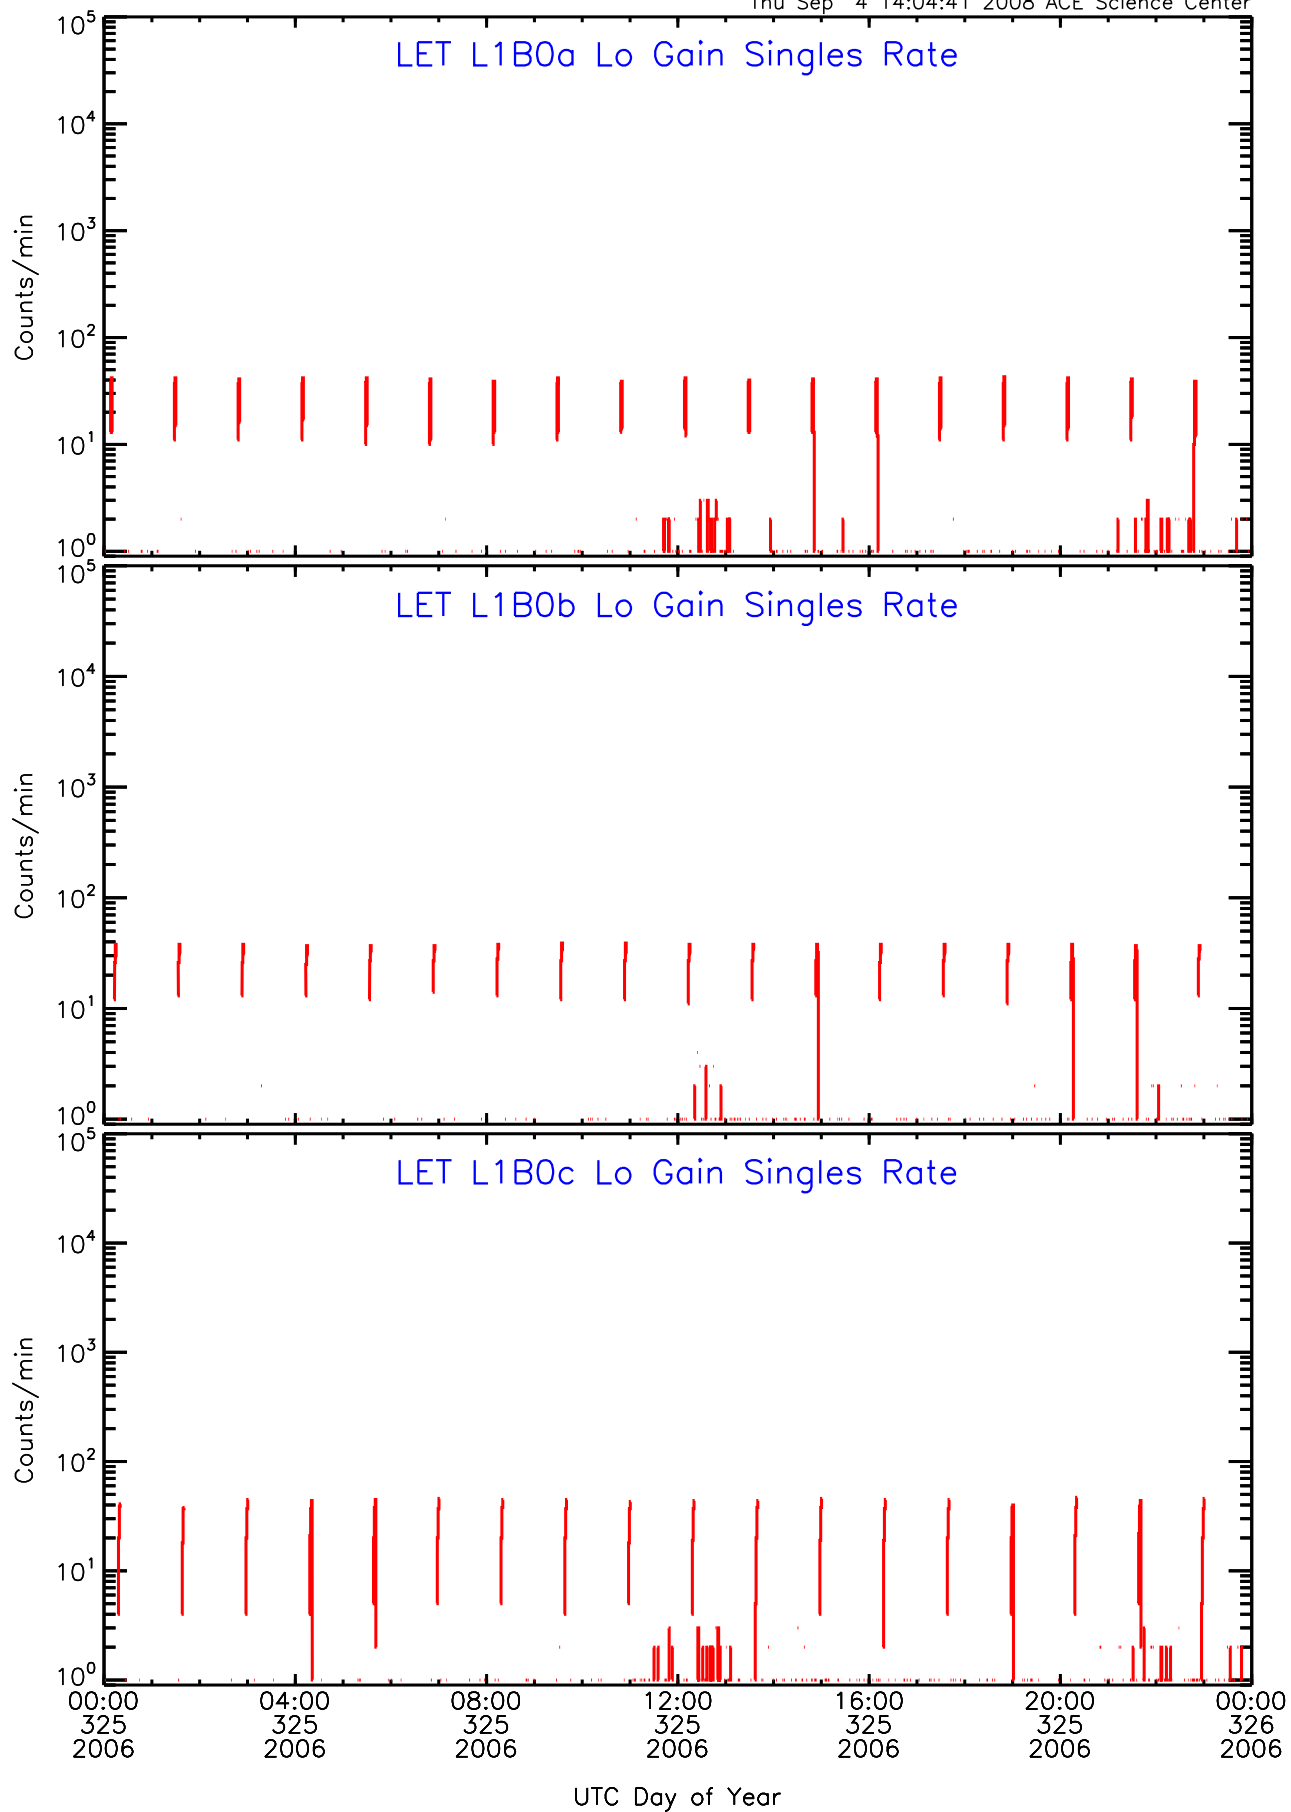 Thu Sep 4 14:04:41 2008 ACE Science Center
LET L1B0a Lo Gain Singles Rate
10^5
10^4
10^3
10^2
10^1
10^0
Counts/min
LET L1B0b Lo Gain Singles Rate
10^5
10^4
10^3
10^2
10^1
10^0
Counts/min
LET L1B0c Lo Gain Singles Rate
10^5
10^4
10^3
10^2
10^1
10^0
Counts/min
00:00 04:00 08:00 12:00 16:00 20:00 00:00
325 325 325 325 325 325 326
2006 2006 2006 2006 2006 2006 2006
UTC Day of Year